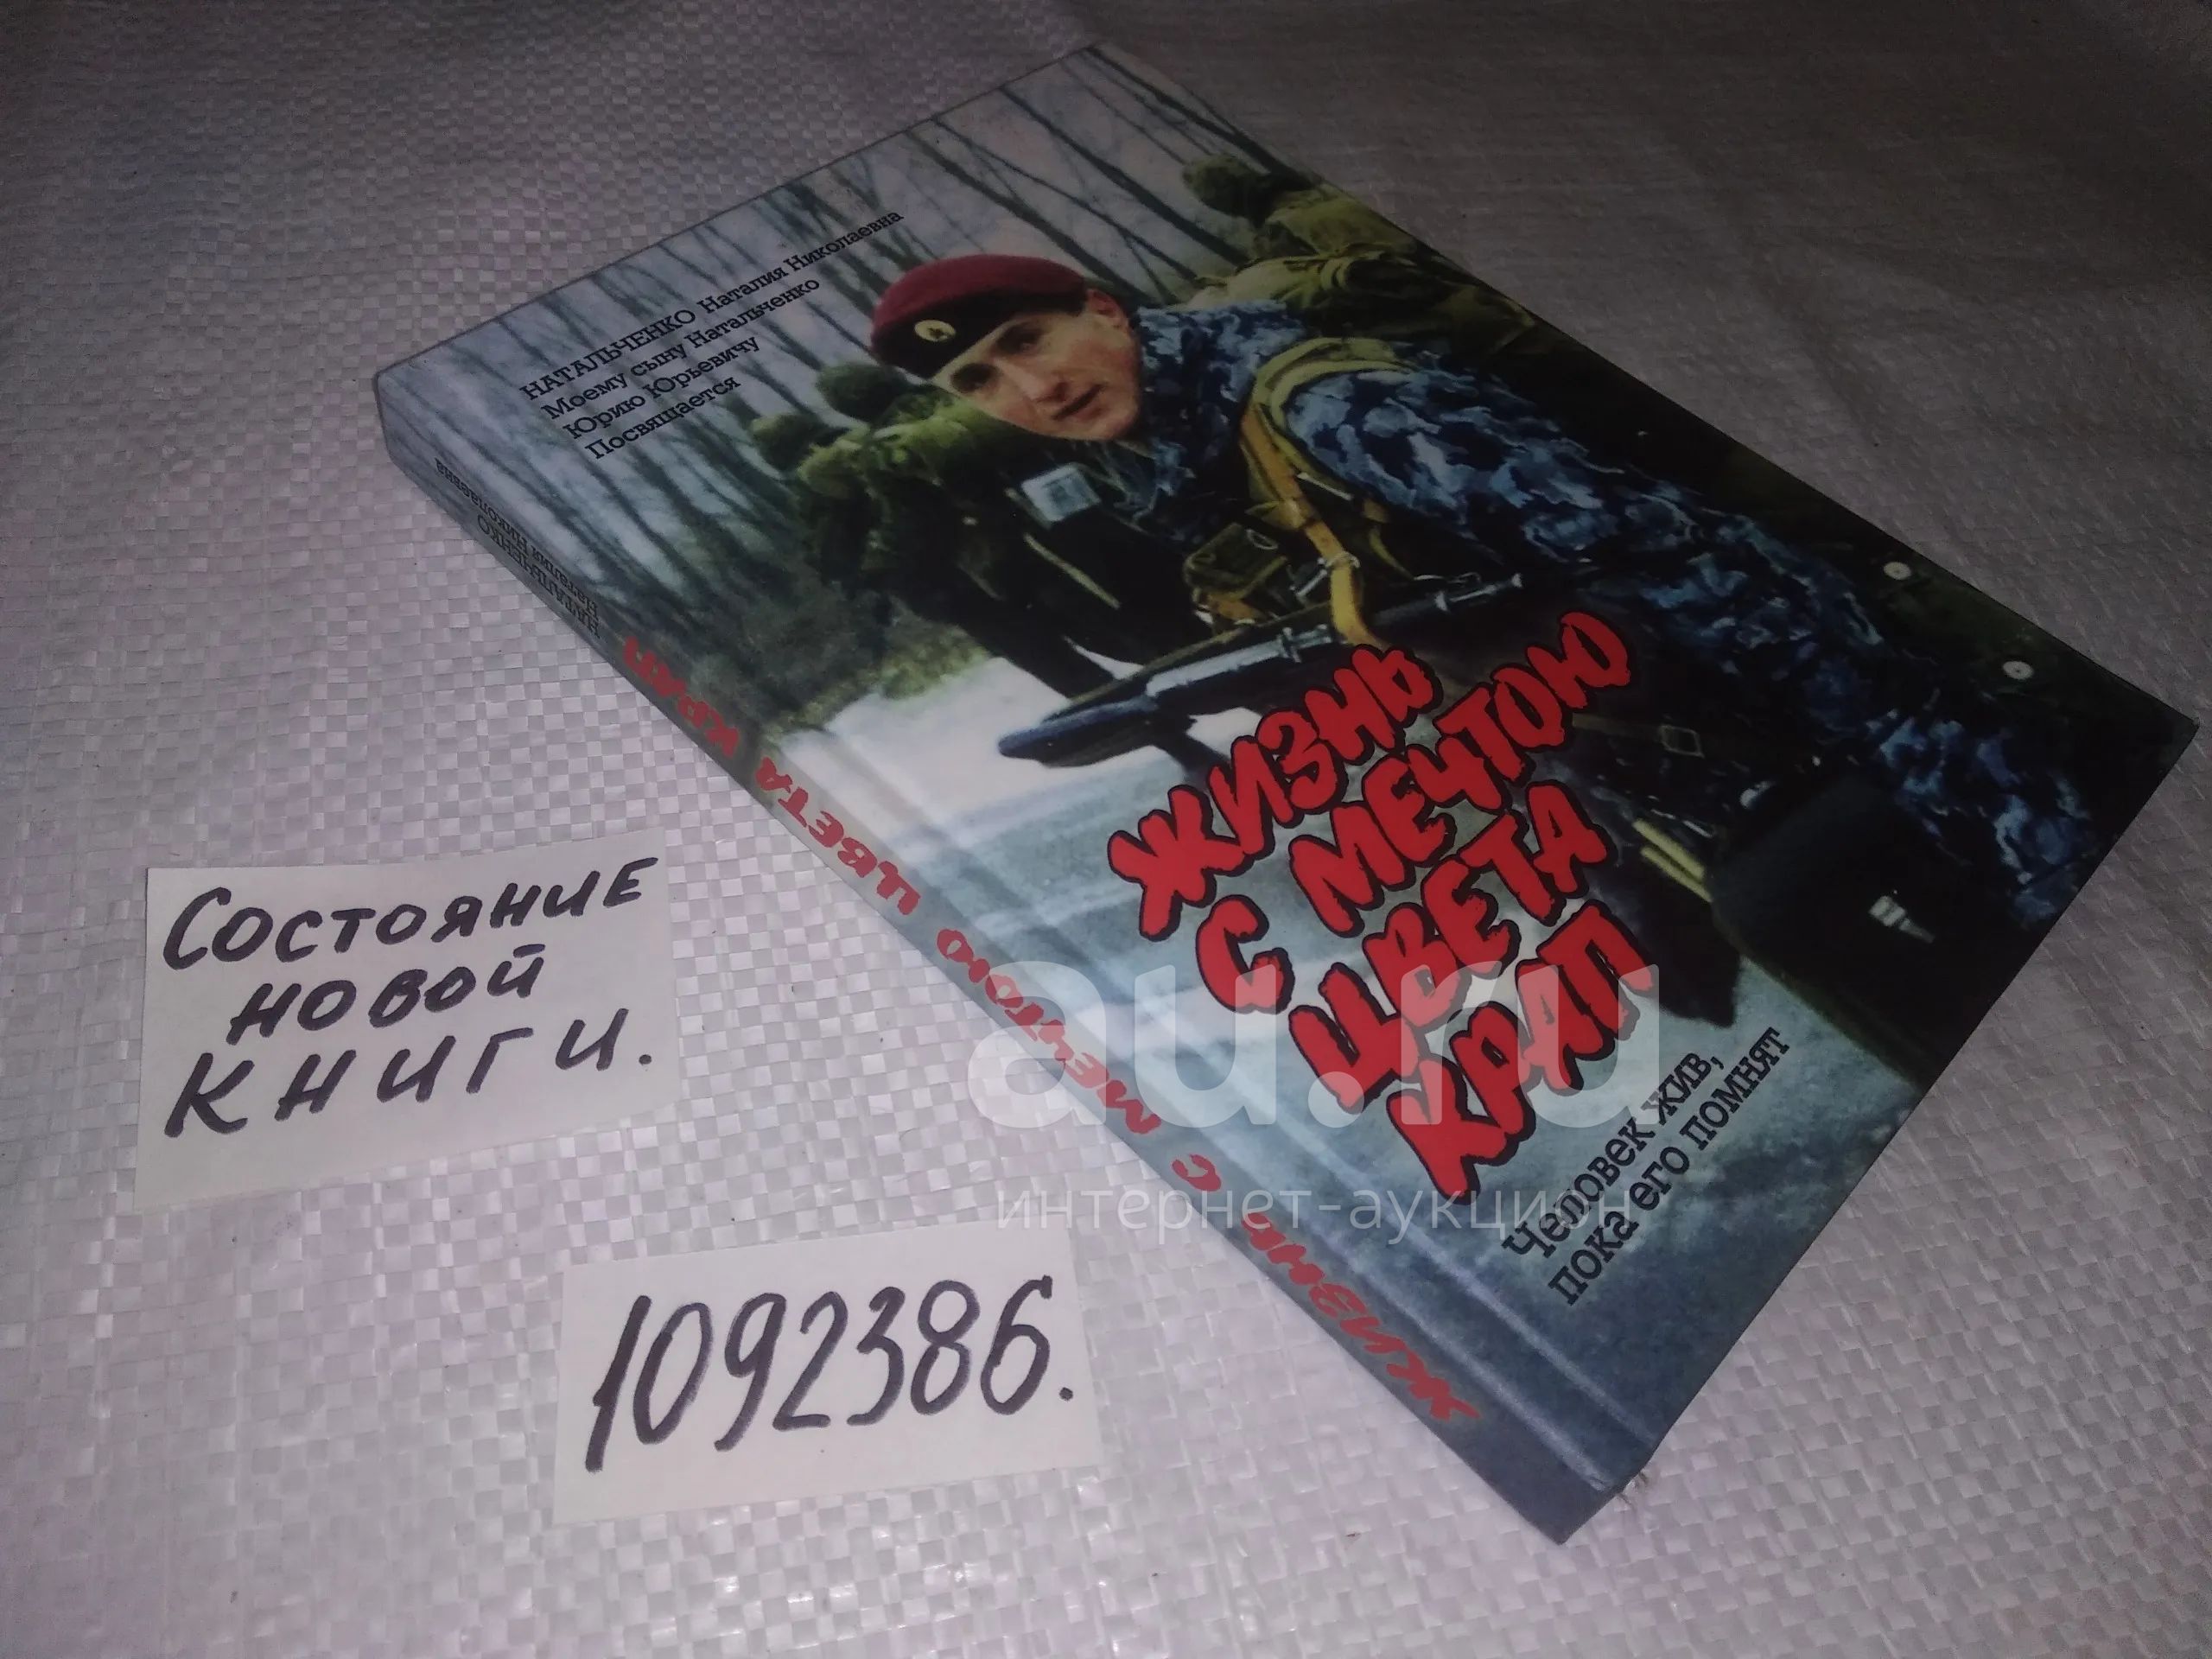 НАТАЛЬЧЕНКО Наталия Николаевна
Моему сыну Натальченко
Юрию Юрьевичу
Посвящается
ЖИЗНЬ
С МЕЧТОЮ
ЦВЕТА
КРАП
Человек жив,
пока его помнят
НАТАЛЬЧЕНКО
Наталия Николаевна
ЖИЗНЬ С МЕЧТОЮ ЦВЕТА КРАП
Состояние
новой
книги.
1092386.
au.ru
интернет-аукцион